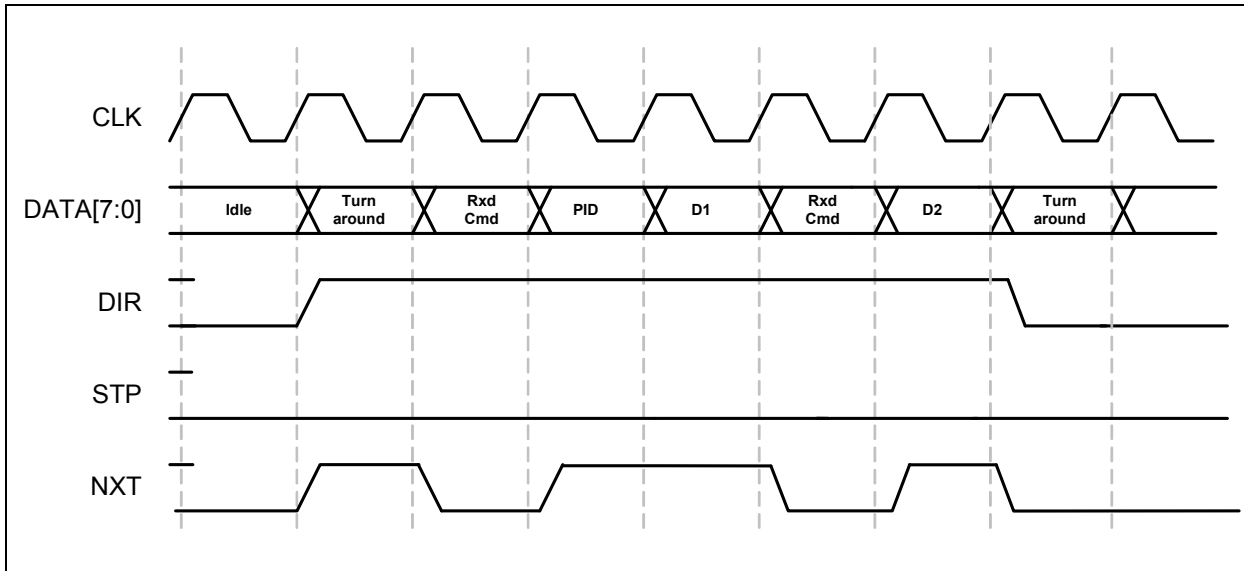 CLK
DATA[7:0]
Idle
Turn
around
Rxd
Cmd
PID
D1
Rxd
Cmd
D2
Turn
around
DIR
STP
NXT